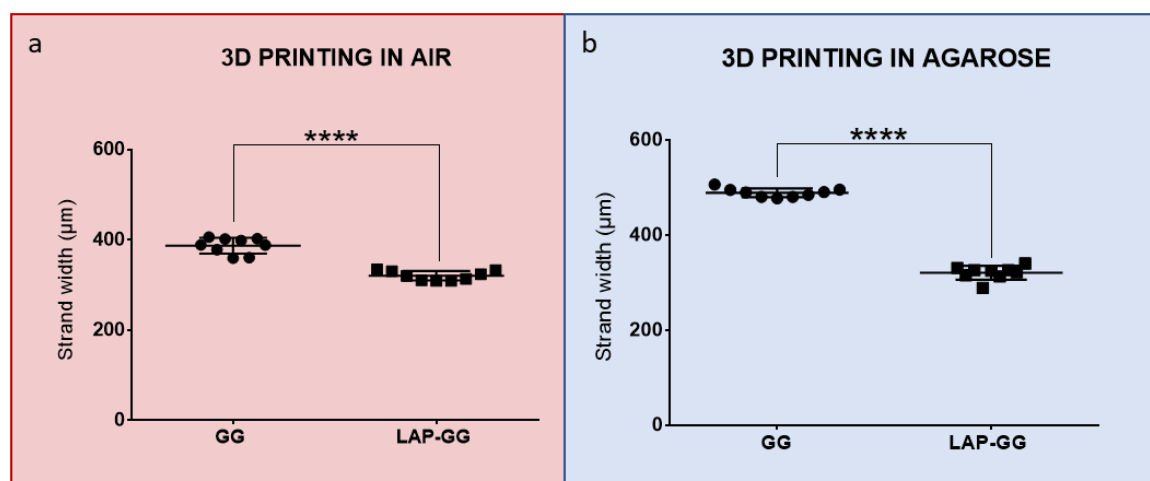 a
3D PRINTING IN AIR
****
600
400
200
0
Strand width (µm)
GG
LAP-GG
b
3D PRINTING IN AGAROSE
****
600
400
200
0
Strand width (µm)
GG
LAP-GG